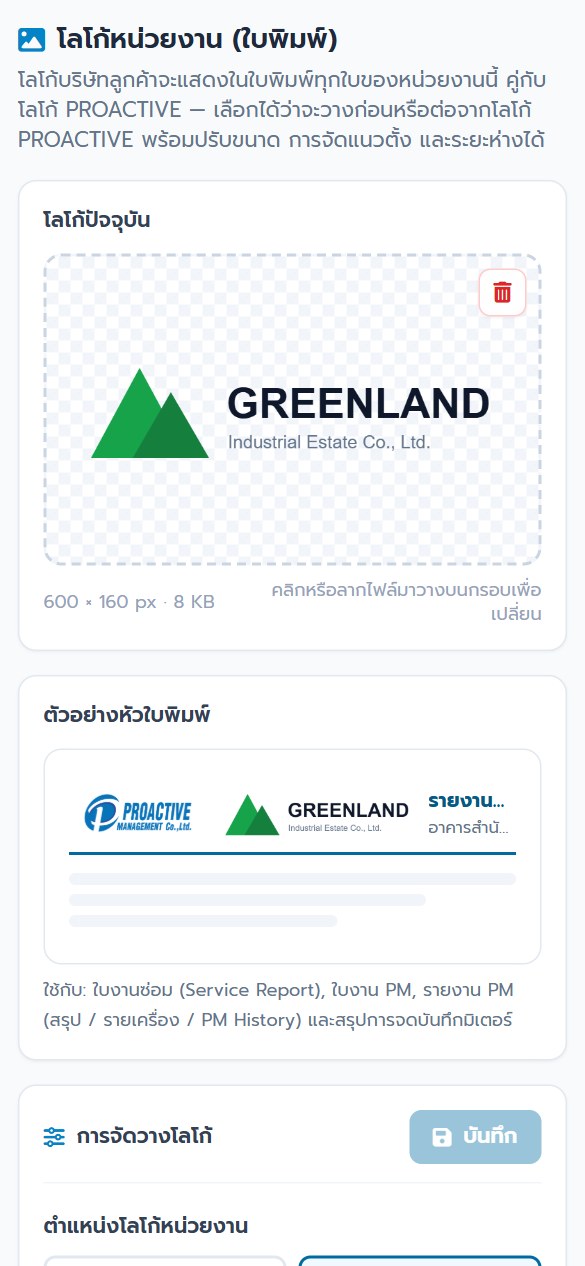 โลโก้หน่วยงาน (ใบพิมพ์)
โลโก้บริษัทลูกค้าจะแสดงในใบพิมพ์ทุกใบของหน่วยงานนี้ คู่กับ
โลโก้ PROACTIVE — เลือกได้ว่าจะวางก่อนหรือต่อจากโลโก้
PROACTIVE พร้อมปรับขนาด การจัดแนวตั้ง และระยะห่างได้
โลโก้ปัจจุบัน
GREENLAND
Industrial Estate Co., Ltd.
600 × 160 px · 8 KB
คลิกหรือลากไฟล์มาวางบนกรอบเพื่อ
เปลี่ยน
ตัวอย่างหัวใบพิมพ์
PROACTIVE
MANAGEMENT Co.,Ltd.
GREENLAND
Industrial Estate Co., Ltd.
รายงาน...
อาคารสำนั...
ใช้กับ: ใบงานซ่อม (Service Report), ใบงาน PM, รายงาน PM
(สรุป / รายเครื่อง / PM History) และสรุปการจดบันทึกมิเตอร์
การจัดวางโลโก้
บันทึก
ตำแหน่งโลโก้หน่วยงาน